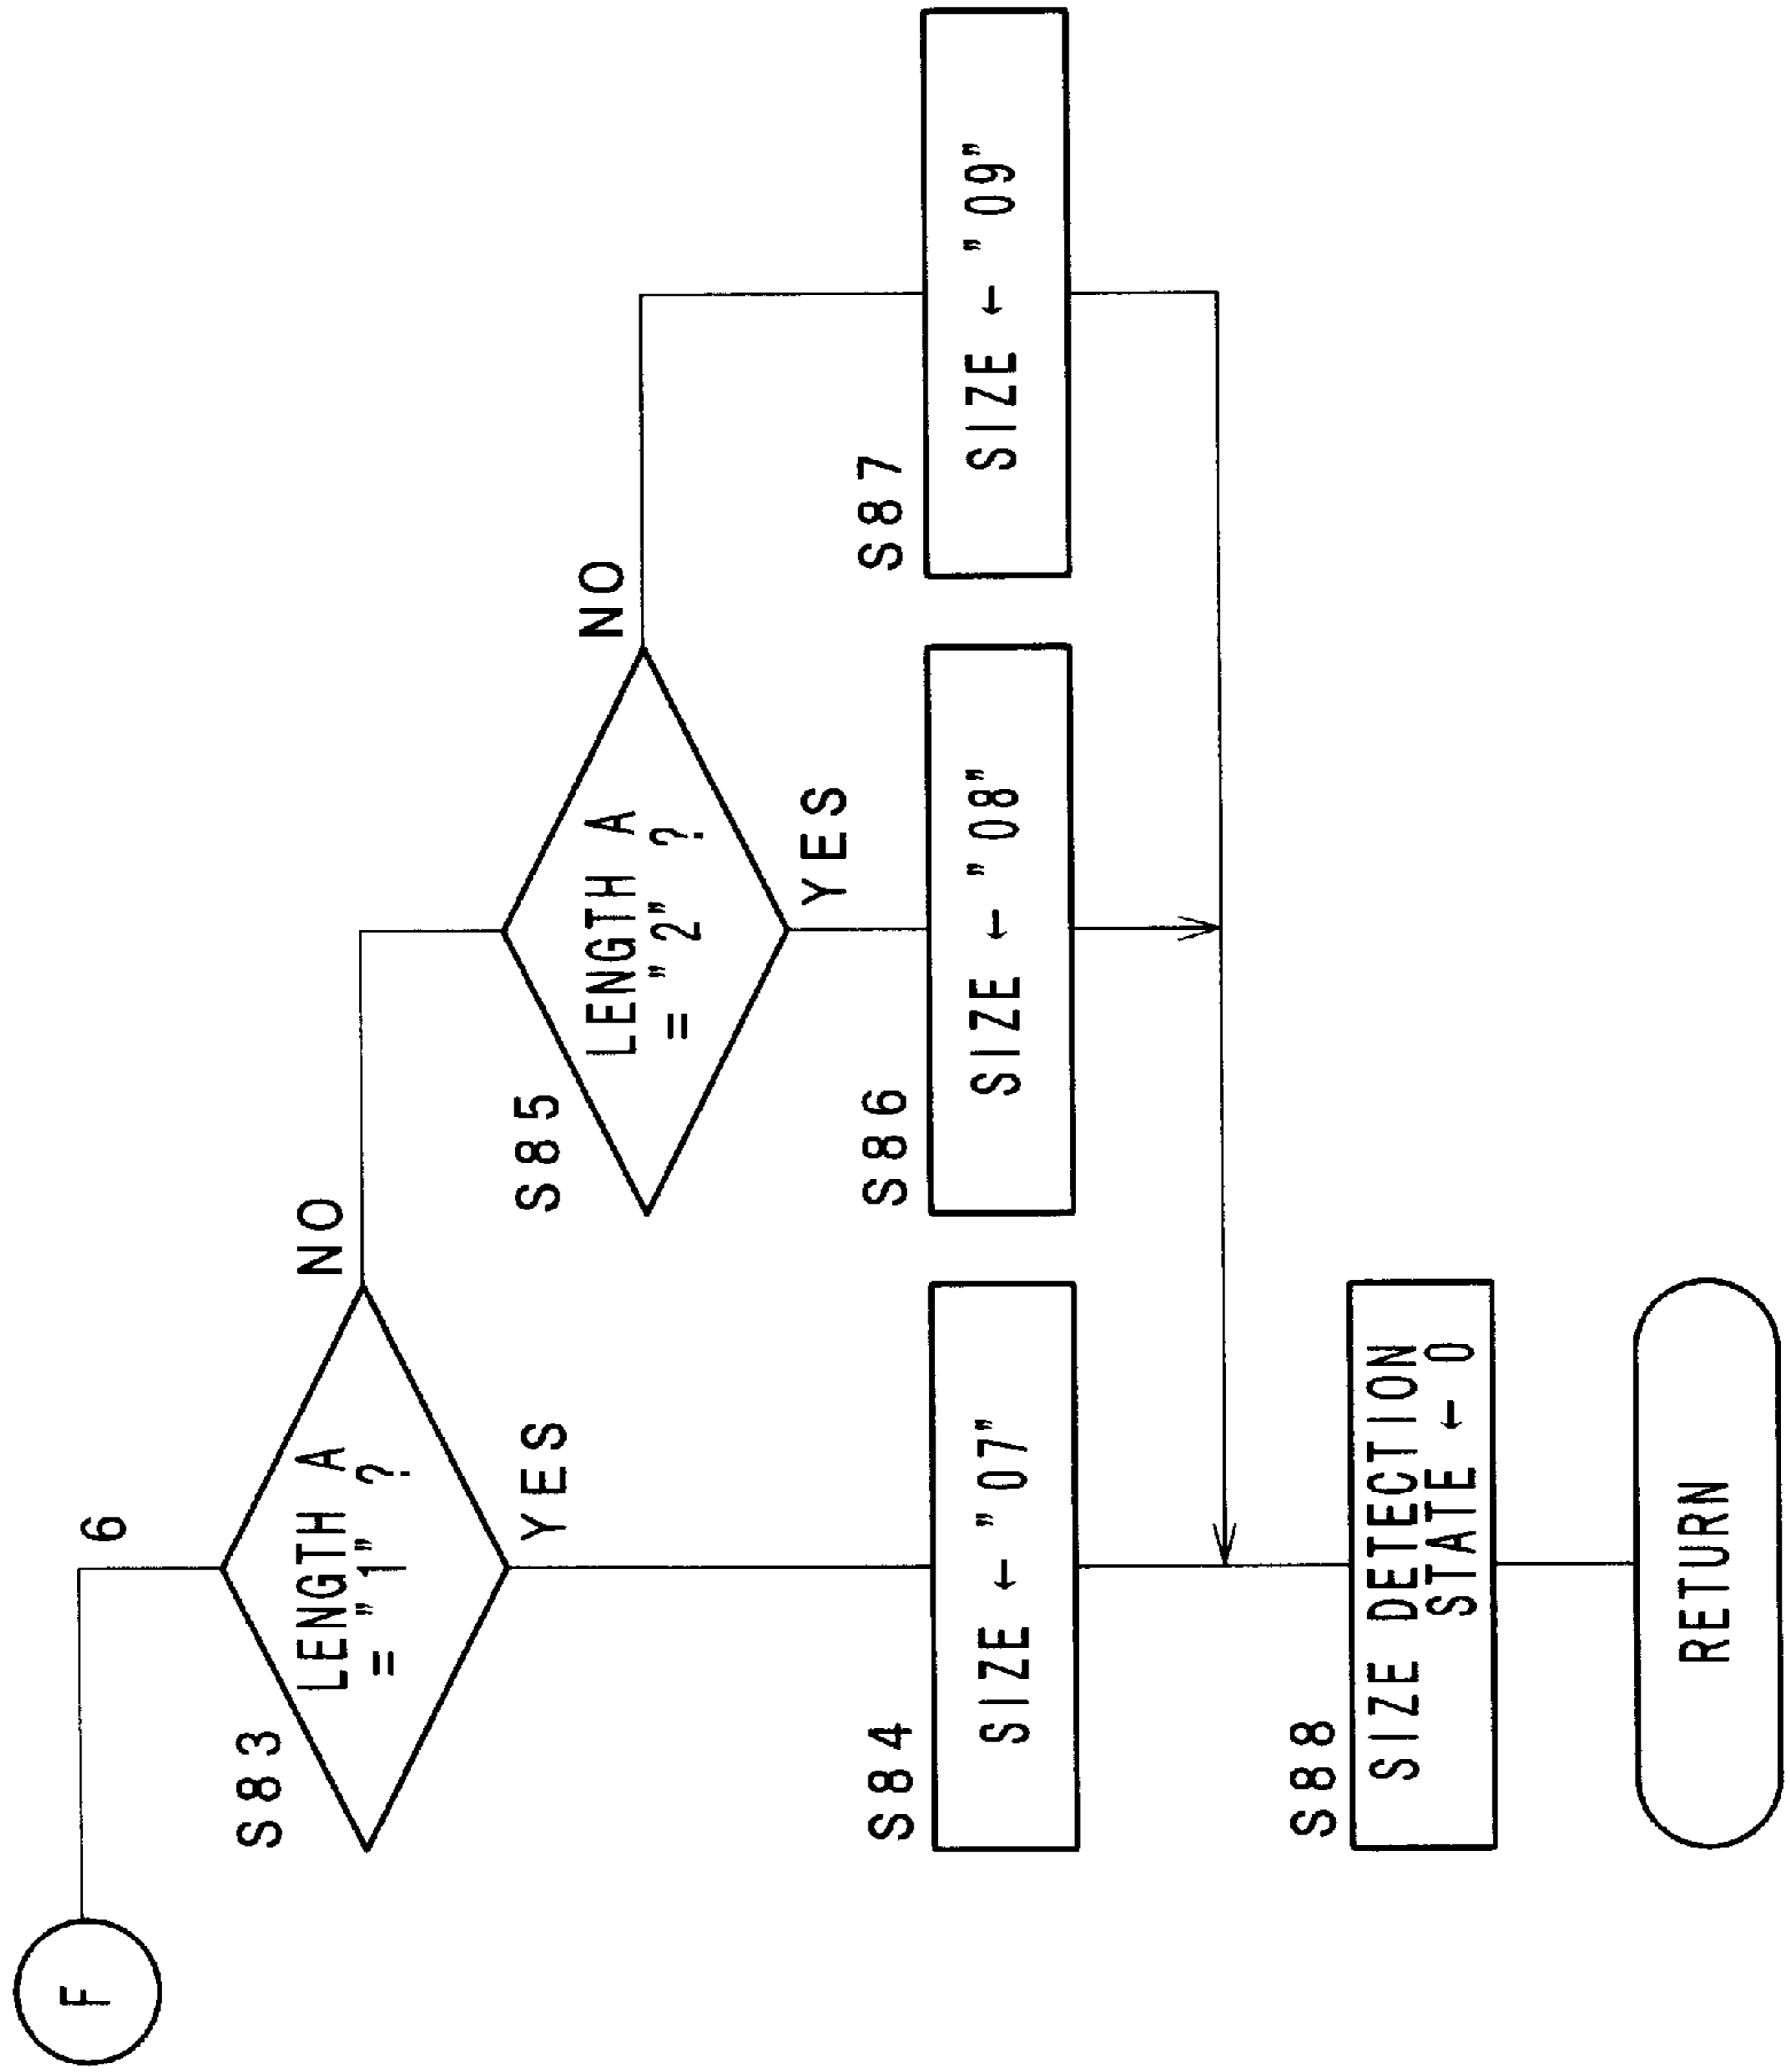 F
6
S83
LENGTH A
="1" ?
NO
YES
S85
LENGTH A
="2" ?
NO
YES
S84
SIZE ← "07"
S86
SIZE ← "08"
S87
SIZE ← "09"
S88
SIZE DETECTION
STATE ← 0
RETURN